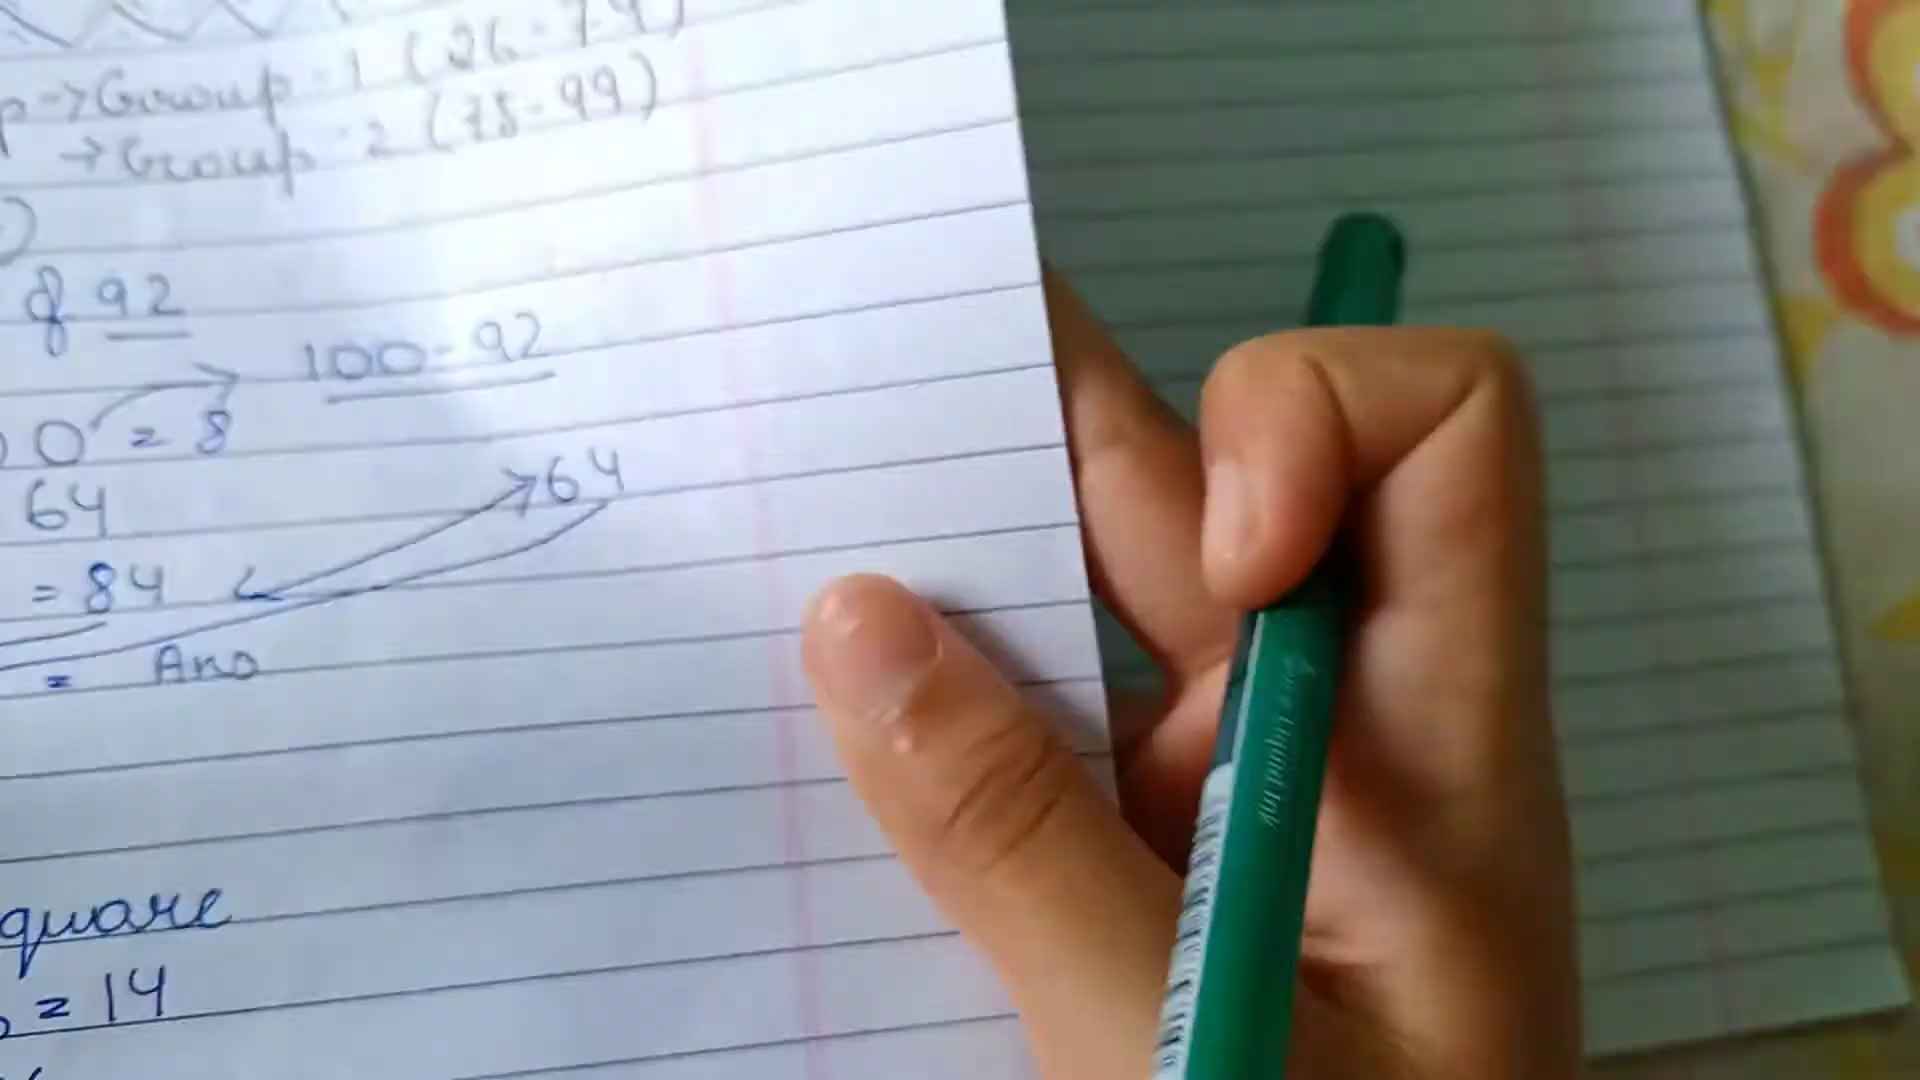 →Group-1 (26-74)
→Group-2 (75-99)
of 92
100-92
0 = 8
64
→64
= 84
= Ans
quare
= 14